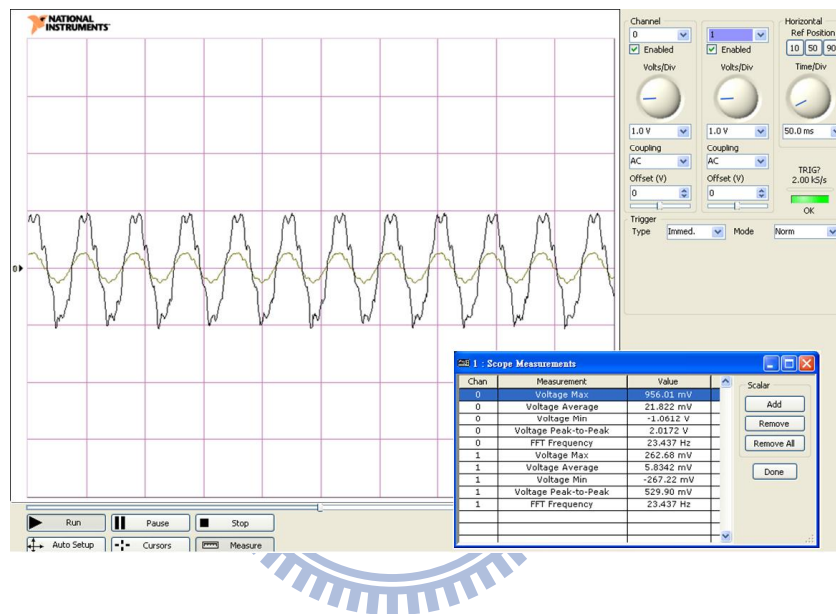 NATIONAL
INSTRUMENTS
0
Channel
0
1
Enabled
Enabled
Volts/Div
Volts/Div
1.0 V
1.0 V
Coupling
Coupling
AC
AC
Offset (V)
Offset (V)
0
0
Horizontal
Ref Position
10 50 90
Time/Div
50.0 ms
TRIG?
2.00 kS/s
OK
Trigger
Type Immed. Mode Norm
1 : Scope Measurements
Chan Measurement Value
0 Voltage Max 956.01 mV
0 Voltage Average 21.822 mV
0 Voltage Min -1.0612 V
0 Voltage Peak-to-Peak 2.0172 V
0 FFT Frequency 23.437 Hz
1 Voltage Max 262.68 mV
1 Voltage Average 5.8342 mV
1 Voltage Min -267.22 mV
1 Voltage Peak-to-Peak 529.90 mV
1 FFT Frequency 23.437 Hz
Scalar
Add
Remove
Remove All
Done
Run Pause Stop
Auto Setup Cursors Measure